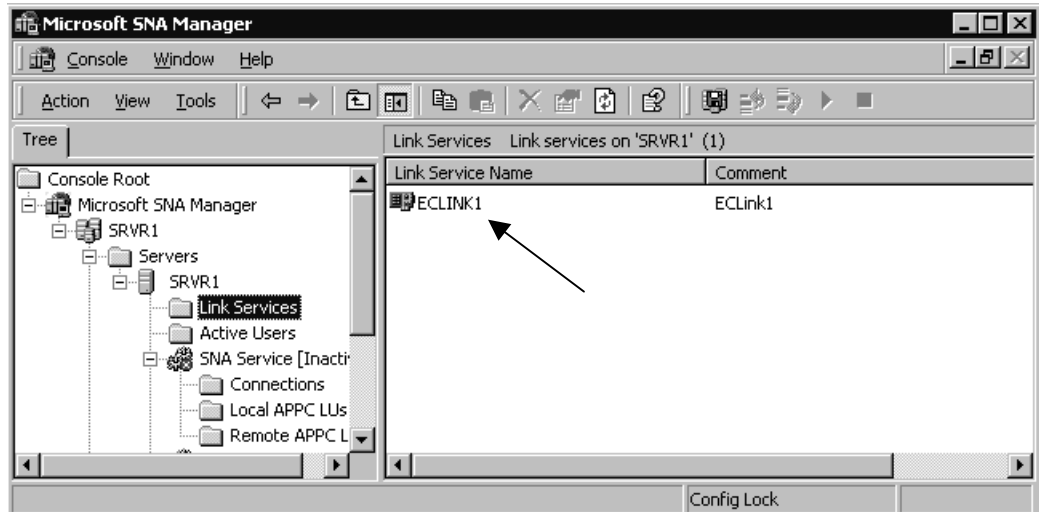 Microsoft SNA Manager
Console Window Help
Action View Tools
Tree
Link Services Link services on 'SRVR1' (1)
Console Root
Microsoft SNA Manager
SRVR1
Servers
SRVR1
Link Services
Active Users
SNA Service [Inacti
Connections
Local APPC LUs
Remote APPC L
Link Service Name Comment
ECLINK1 ECLink1
Config Lock